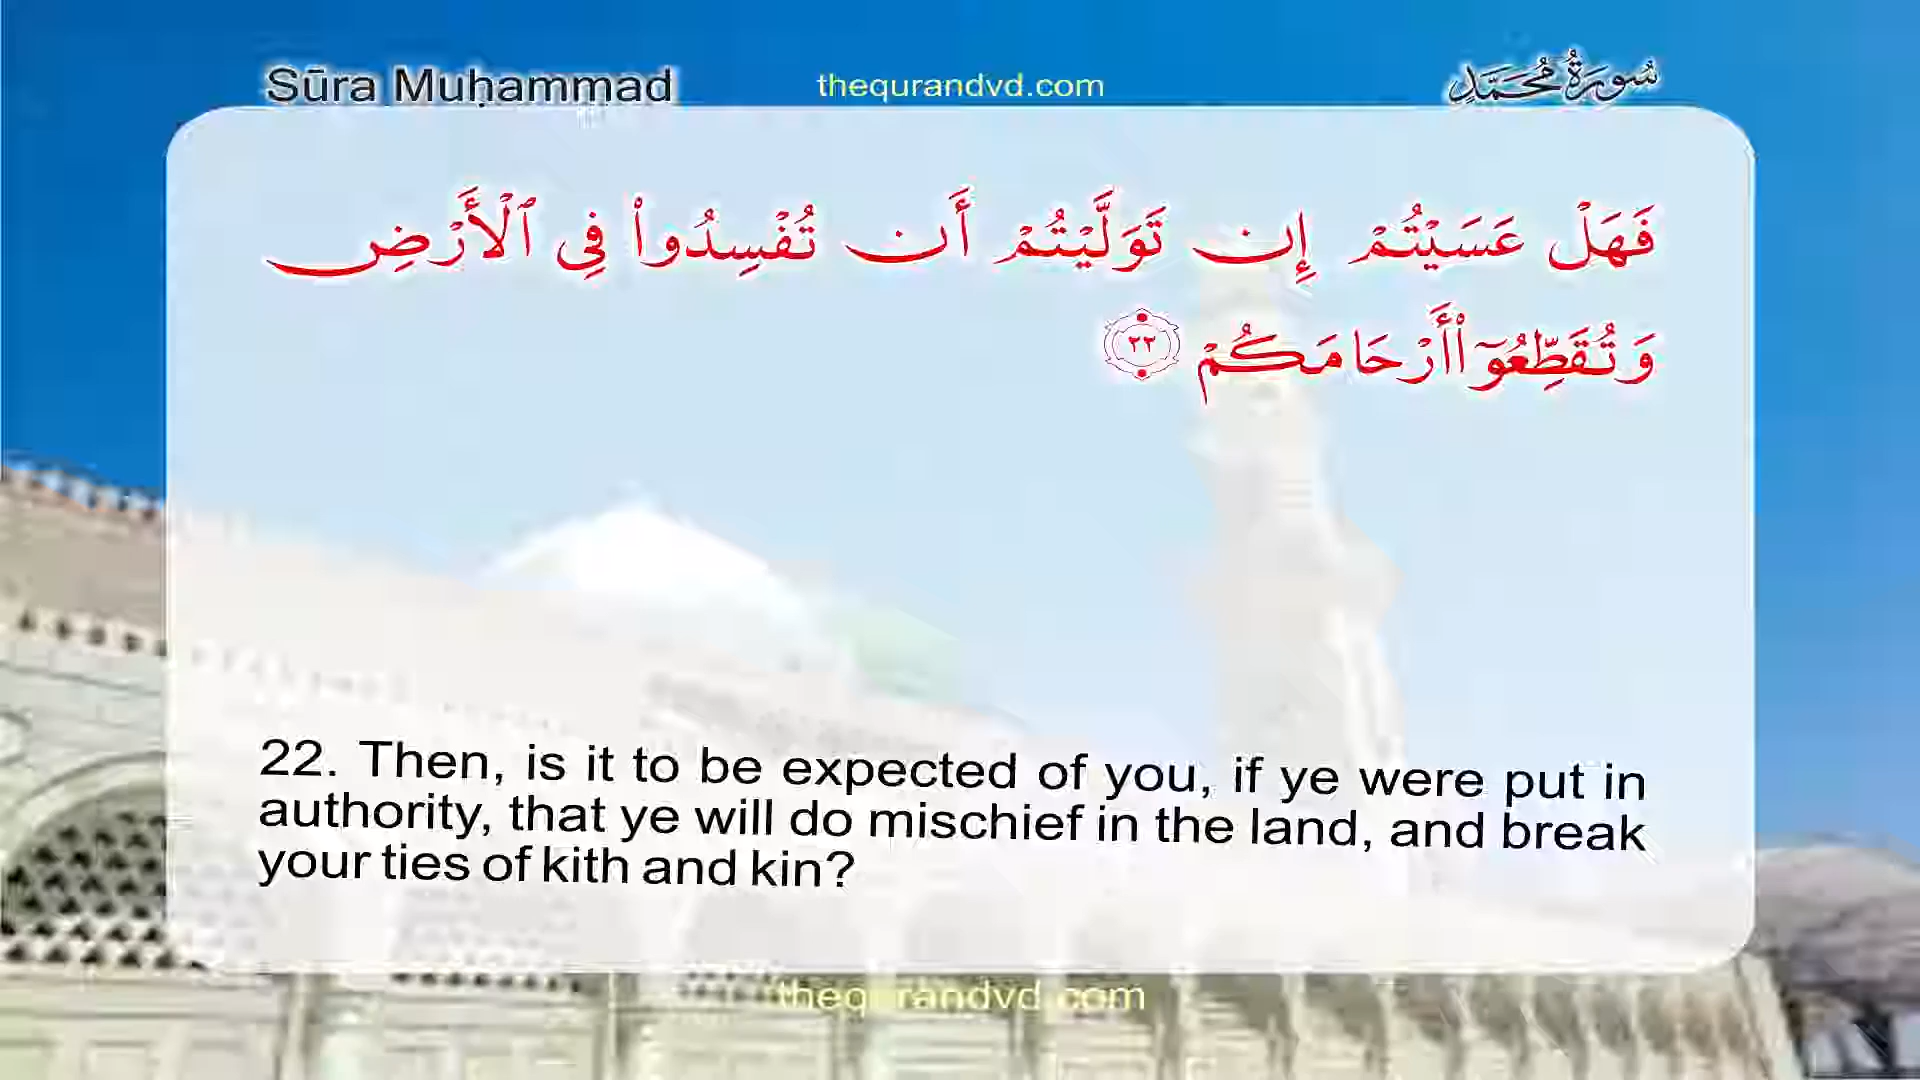 Sūra Muḥammad
thequrandvd.com
سُورَةُ مُحَمَّدٍ
فَهَلْ عَسَيْتُمْ إِن تَوَلَّيْتُمْ أَن تُفْسِدُوا۟ فِى ٱلْأَرْضِ
وَتُقَطِّعُوٓا۟ أَرْحَامَكُمْ ٢٢
22. Then, is it to be expected of you, if ye were put in
authority, that ye will do mischief in the land, and break
your ties of kith and kin?
thequrandvd.com